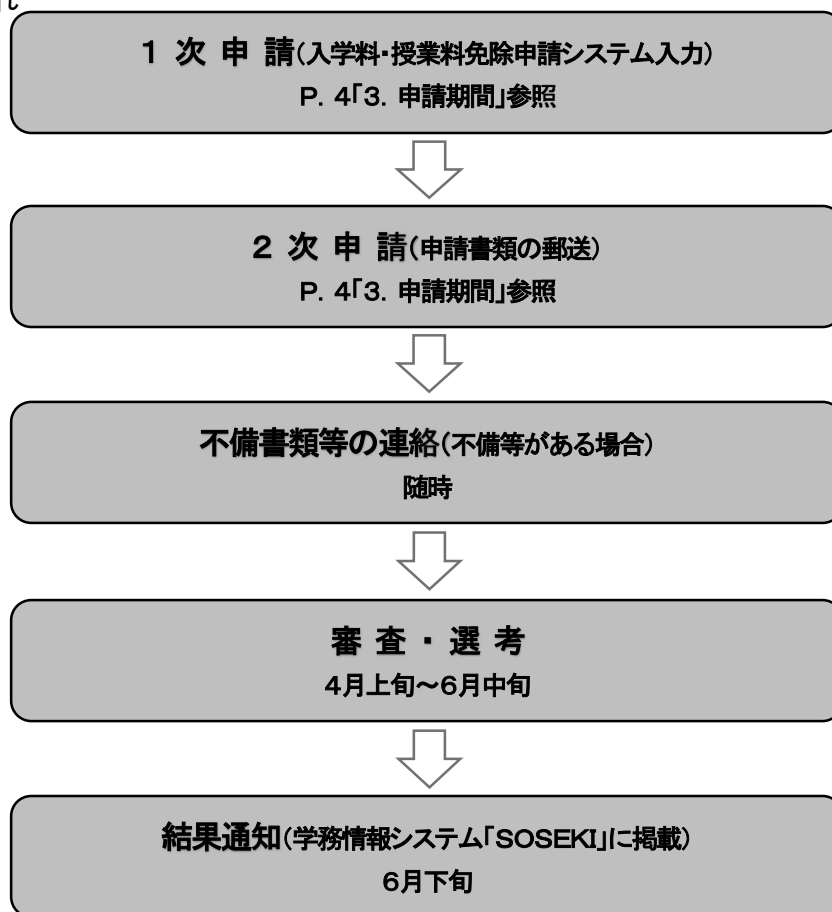 １ 次 申 請（入学料・授業料免除申請システム入力）
Ｐ．４「３．申請期間」参照
２ 次 申 請（申請書類の郵送）
Ｐ．４「３．申請期間」参照
不備書類等の連絡（不備等がある場合）
随時
審 査 ・ 選 考
４月上旬～６月中旬
結果通知（学務情報システム「ＳＯＳＥＫＩ」に掲載）
６月下旬